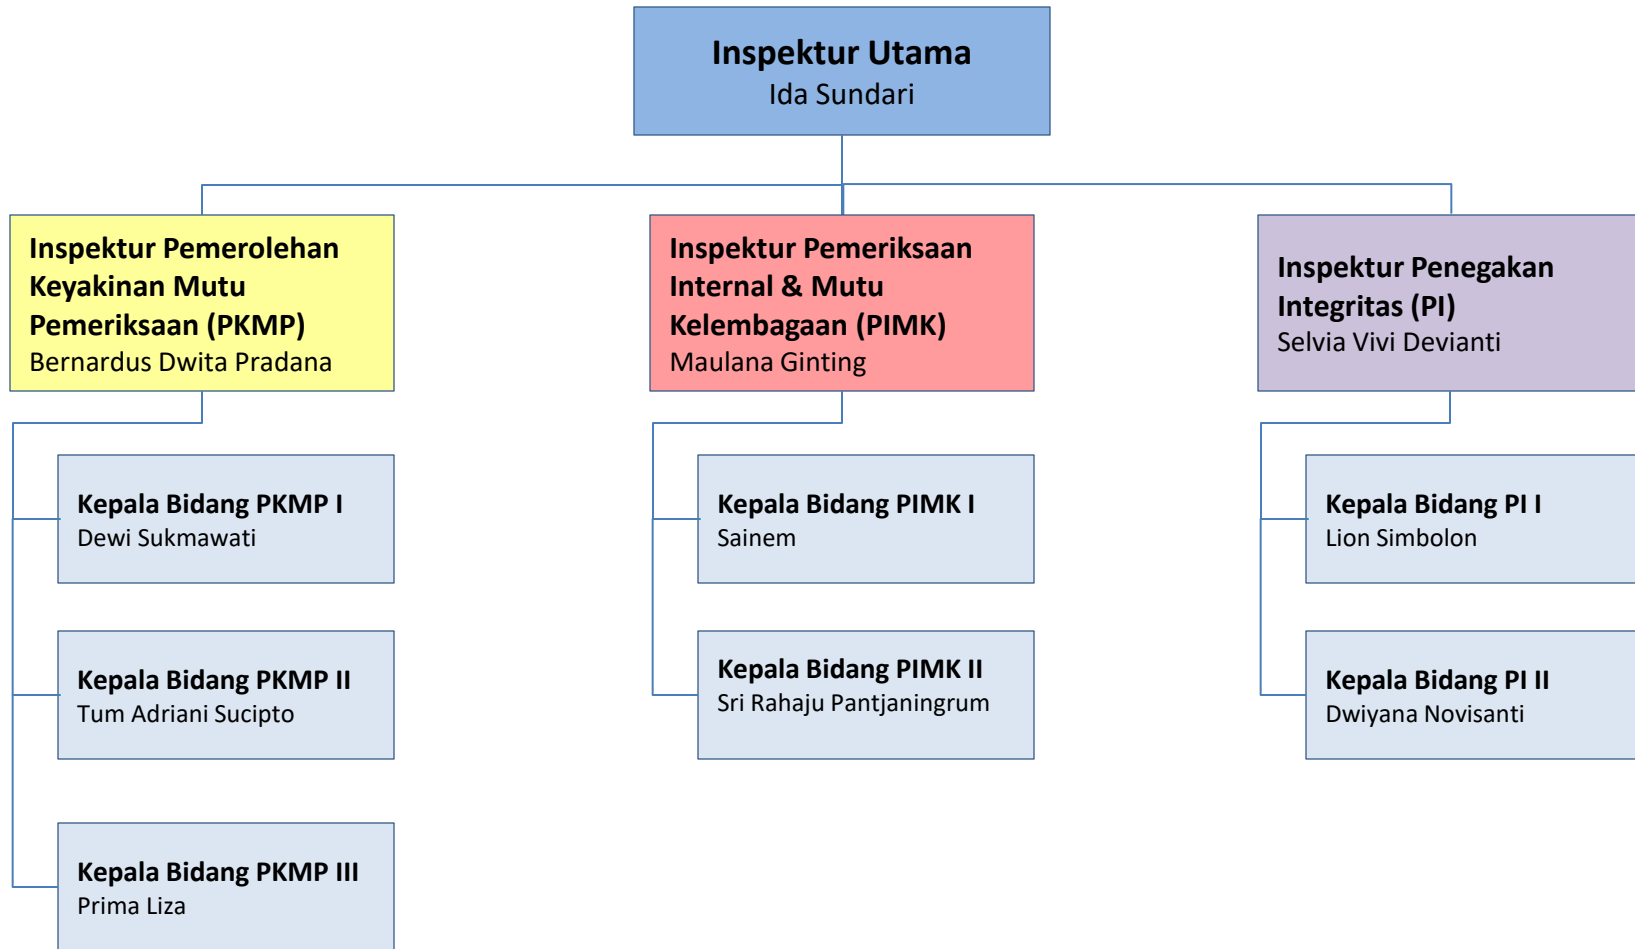 Inspektur Utama
Ida Sundari
Inspektur Pemerolehan
Keyakinan Mutu
Pemeriksaan (PKMP)
Bernardus Dwita Pradana
Inspektur Pemeriksaan
Internal & Mutu
Kelembagaan (PIMK)
Maulana Ginting
Inspektur Penegakan
Integritas (PI)
Selvia Vivi Devianti
Kepala Bidang PKMP I
Dewi Sukmawati
Kepala Bidang PIMK I
Sainem
Kepala Bidang PI I
Lion Simbolon
Kepala Bidang PKMP II
Tum Adriani Sucipto
Kepala Bidang PIMK II
Sri Rahaju Pantjaningrum
Kepala Bidang PI II
Dwiyana Novisanti
Kepala Bidang PKMP III
Prima Liza